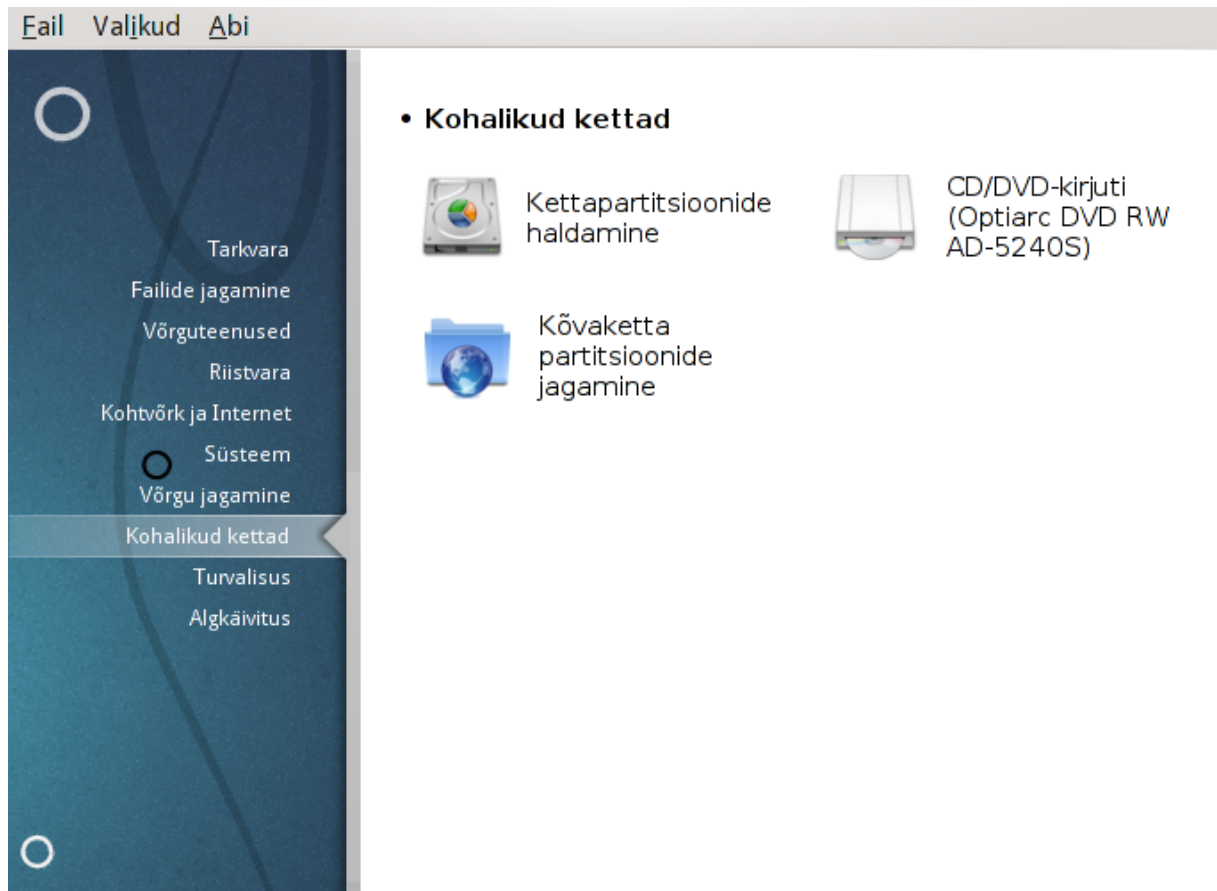 Fail Valikud Abi
Tarkvara
Failide jagamine
Võrguteenused
Riistvara
Kohtvõrk ja Internet
Süsteem
Võrgu jagamine
Kohalikud kettad
Turvalisus
Algkäivitus
• Kohalikud kettad
Kettapartitsioonide
haldamine
CD/DVD-kirjuti
(Optiarc DVD RW
AD-5240S)
Kõvaketta
partitsioonide
jagamine